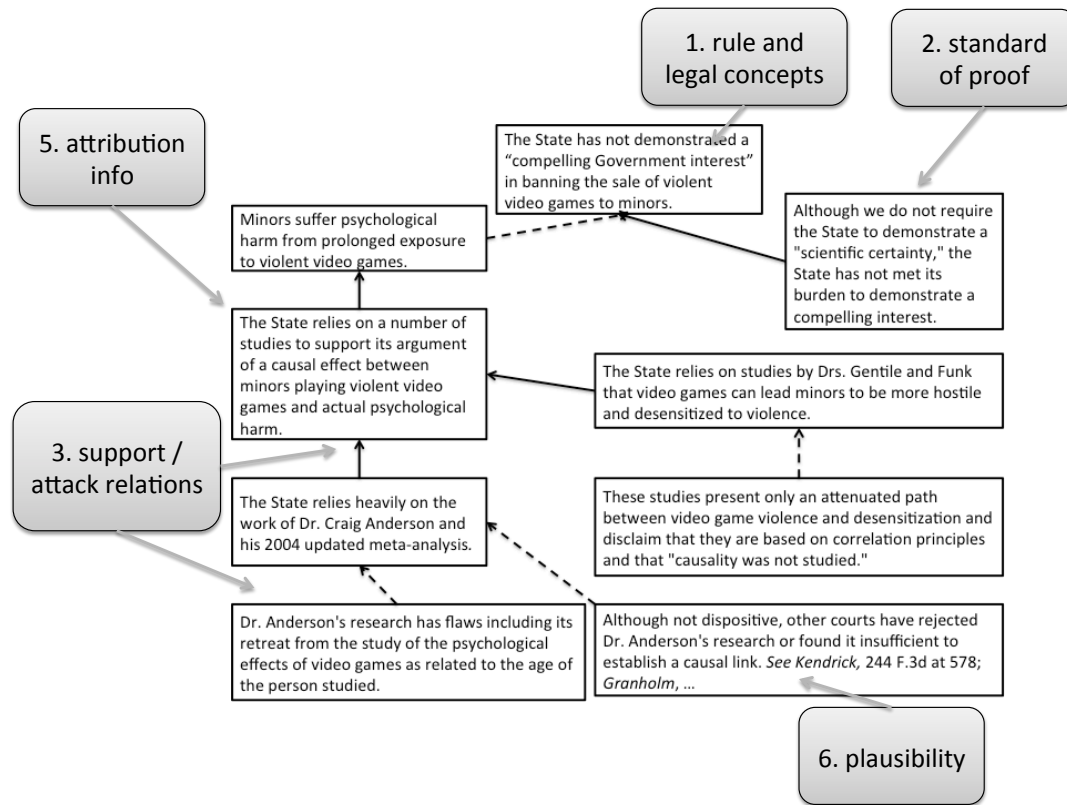 1. rule and
legal concepts
2. standard
of proof
5. attribution
info
The State has not demonstrated a
“compelling Government interest”
in banning the sale of violent
video games to minors.
Although we do not require
the State to demonstrate a
"scientific certainty," the
State has not met its
burden to demonstrate a
compelling interest.
Minors suffer psychological
harm from prolonged exposure
to violent video games.
The State relies on a number of
studies to support its argument
of a causal effect between
minors playing violent video
games and actual psychological
harm.
The State relies on studies by Drs. Gentile and Funk
that video games can lead minors to be more hostile
and desensitized to violence.
3. support /
attack relations
The State relies heavily on the
work of Dr. Craig Anderson and
his 2004 updated meta-analysis.
These studies present only an attenuated path
between video game violence and desensitization and
disclaim that they are based on correlation principles
and that "causality was not studied."
Dr. Anderson's research has flaws including its
retreat from the study of the psychological
effects of video games as related to the age of
the person studied.
Although not dispositive, other courts have rejected
Dr. Anderson's research or found it insufficient to
establish a causal link. See Kendrick, 244 F.3d at 578;
Granholm, …
6. plausibility